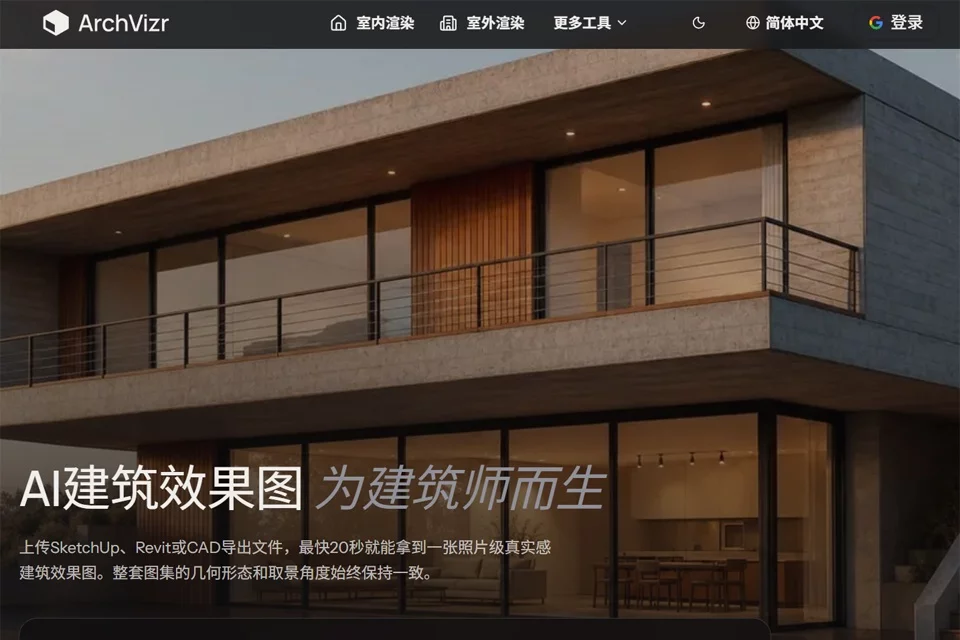 ArchVizr
室内渲染
室外渲染
更多工具
简体中文
登录
AI建筑效果图 为建筑师而生
上传SketchUp、Revit或CAD导出文件，最快20秒就能拿到一张照片级真实感
建筑效果图。整套图集的几何形态和取景角度始终保持一致。